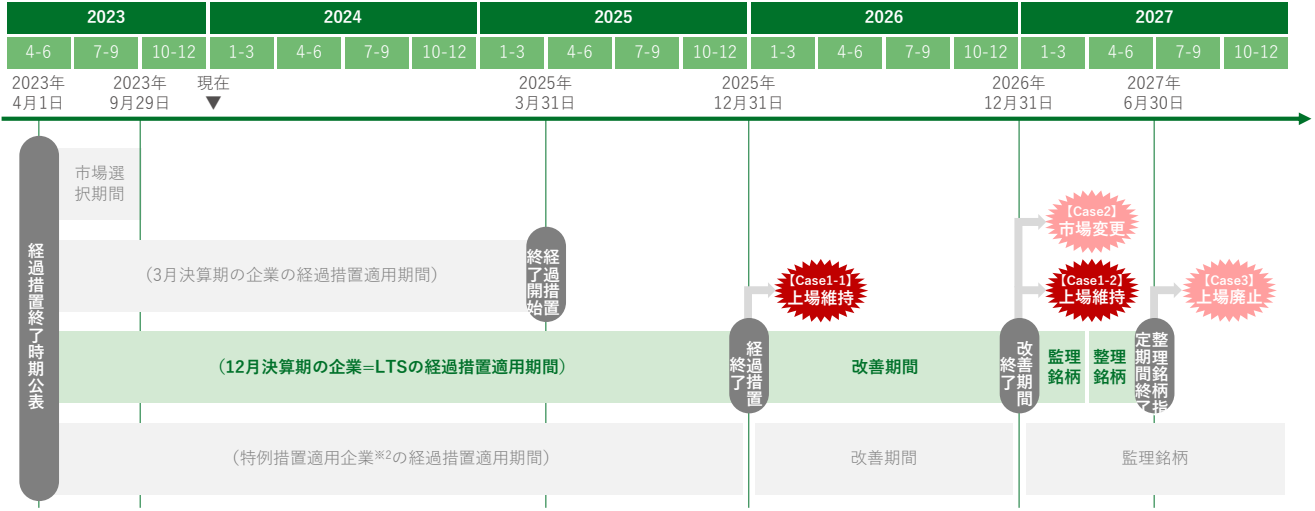 2023 2024 2025 2026 2027
4-6 7-9 10-12 1-3 4-6 7-9 10-12 1-3 4-6 7-9 10-12 1-3 4-6 7-9 10-12 1-3 4-6 7-9 10-12
2023年
4月1日
2023年
9月29日
現在
▼
2025年
3月31日
2025年
12月31日
2026年
12月31日
2027年
6月30日
経過措置終了時期公表
市場選
択期間
（3月決算期の企業の経過措置適用期間）
経過措置
終了開始
【Case1-1】
上場維持
【Case2】
市場変更
【Case1-2】
上場維持
【Case3】
上場廃止
（12月決算期の企業=LTSの経過措置適用期間）
経過措置
終了
改善期間
改善期間
終了
監理
銘柄
整理
銘柄
整理銘柄指
定期間終了
（特例措置適用企業※2の経過措置適用期間）
改善期間
監理銘柄